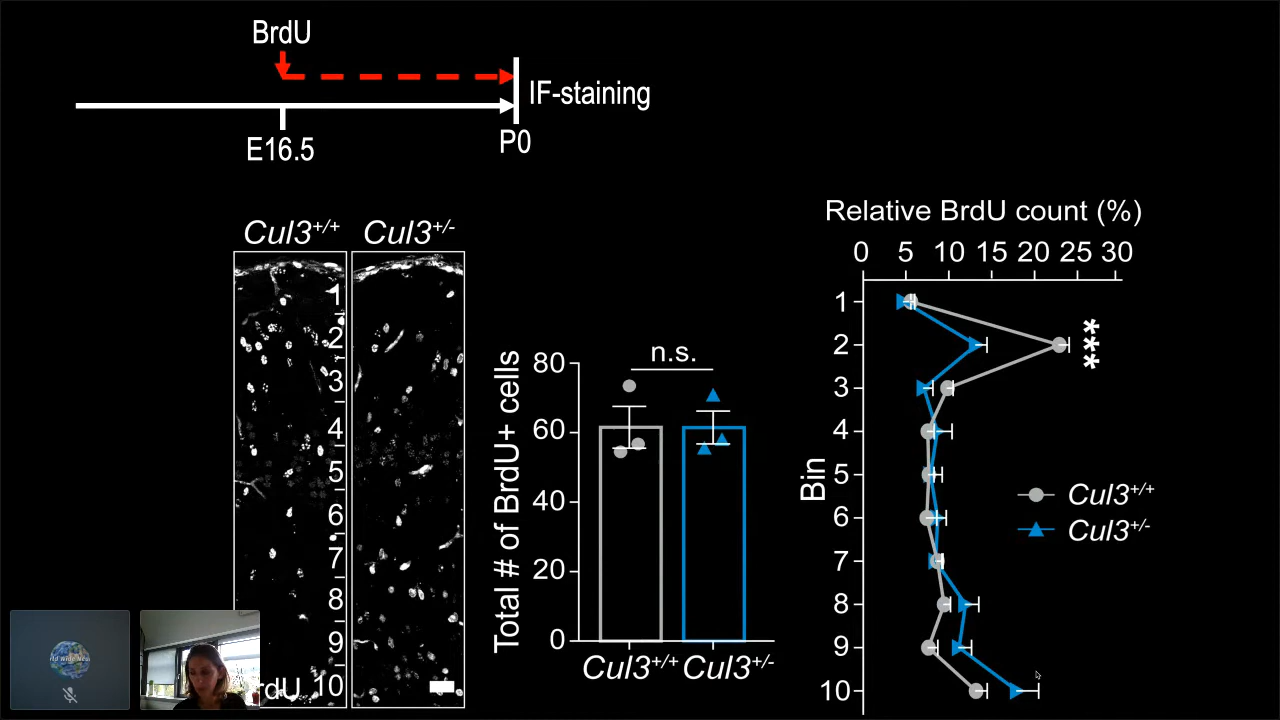 BrdU
IF-staining
E16.5
P0
Cul3+/+ Cul3+/-
1
2
3
4
5
6
7
8
9
10
n.s.
Total # of BrdU+ cells
80
60
40
20
0
Cul3+/+ Cul3+/-
Relative BrdU count (%)
0 5 10 15 20 25 30
Bin
1
2
3
4
5
6
7
8
9
10
***
Cul3+/+
Cul3+/-